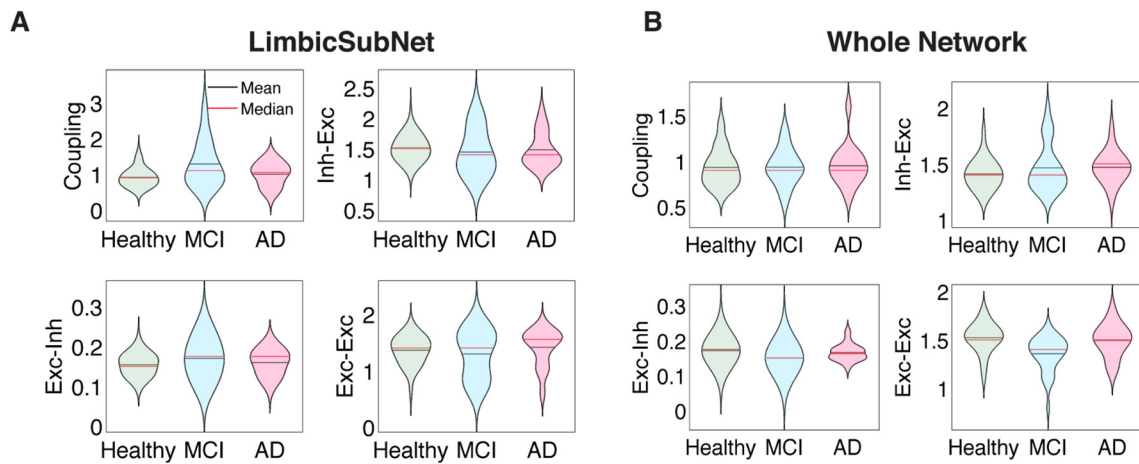 A
LimbicSubNet
Coupling
3
2
1
0
Mean
Median
Healthy MCI AD
Inh-Exc
2.5
2
1.5
1
0.5
Healthy MCI AD
Exc-Inh
0.3
0.2
0.1
0
Healthy MCI AD
Exc-Exc
2
1
0
Healthy MCI AD
B
Whole Network
Coupling
1.5
1
0.5
Healthy MCI AD
Inh-Exc
2
1.5
1
Healthy MCI AD
Exc-Inh
0.3
0.2
0.1
0
Healthy MCI AD
Exc-Exc
2
1.5
1
Healthy MCI AD